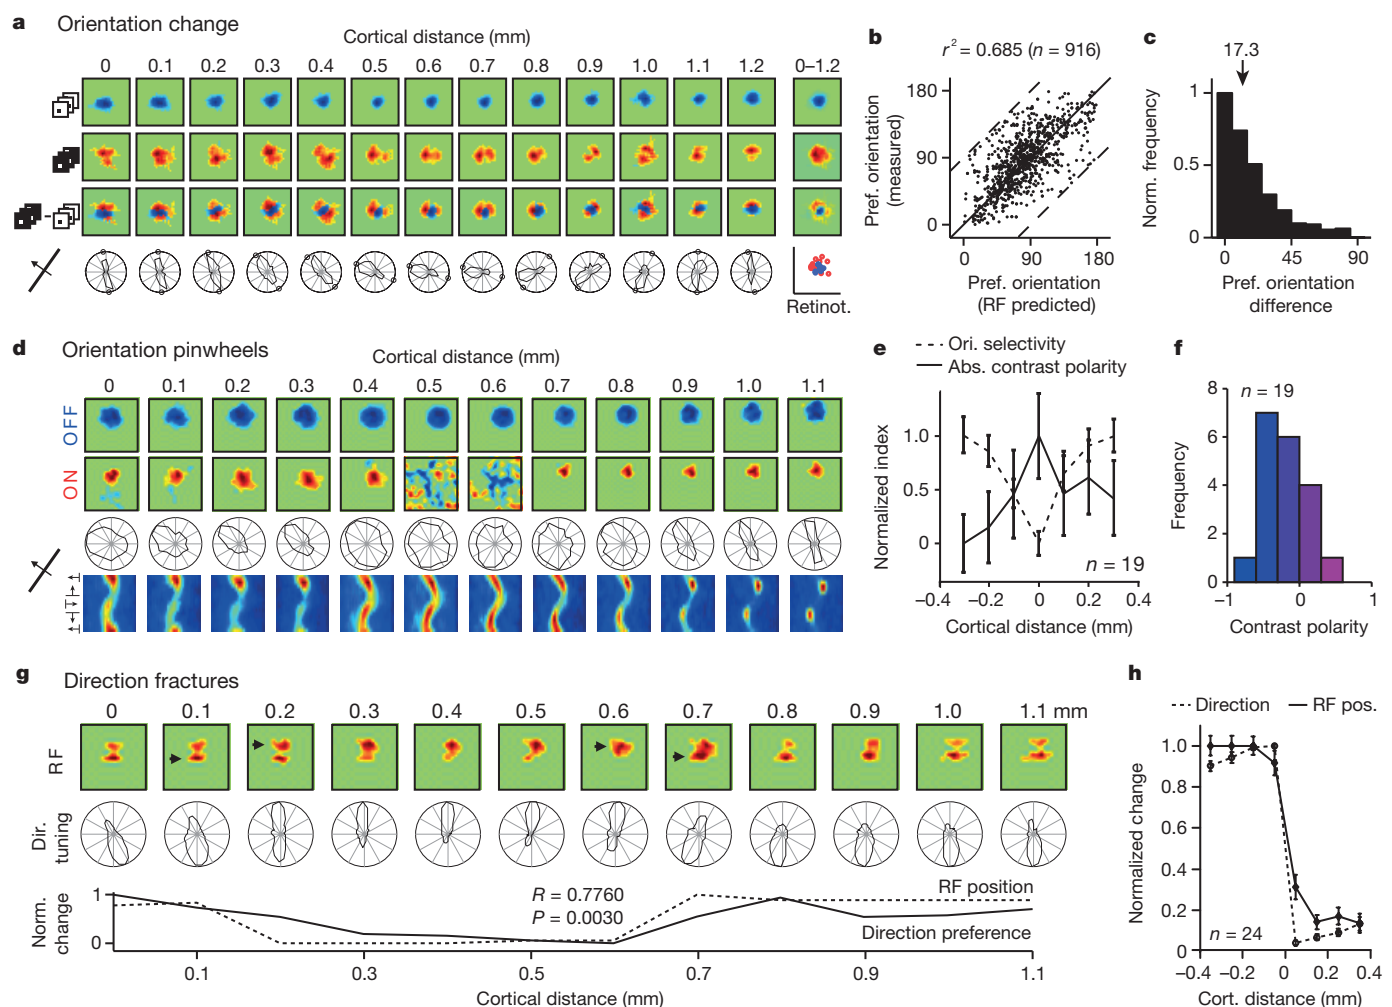 a Orientation change
Cortical distance (mm)
0 0.1 0.2 0.3 0.4 0.5 0.6 0.7 0.8 0.9 1.0 1.1 1.2 0–1.2
Retinot.
b
r² = 0.685 (n = 916)
Pref. orientation
(measured)
180
90
0
0 90 180
Pref. orientation
(RF predicted)
c
17.3
Norm. frequency
1
0.5
0
0 45 90
Pref. orientation
difference
d Orientation pinwheels
Cortical distance (mm)
0 0.1 0.2 0.3 0.4 0.5 0.6 0.7 0.8 0.9 1.0 1.1
OFF
ON
e
Ori. selectivity
Abs. contrast polarity
Normalized index
1.0
0.5
0
n = 19
−0.4 −0.2 0 0.2 0.4
Cortical distance (mm)
f
n = 19
Frequency
8
6
4
2
0
−1 0 1
Contrast polarity
g Direction fractures
0 0.1 0.2 0.3 0.4 0.5 0.6 0.7 0.8 0.9 1.0 1.1 mm
RF
Dir.
tuning
Norm.
change
1
0
R = 0.7760
P = 0.0030
RF position
Direction preference
0.1 0.3 0.5 0.7 0.9 1.1
Cortical distance (mm)
h
Direction RF pos.
Normalized change
1.0
0.8
0.6
0.4
0.2
0
n = 24
−0.4 −0.2 0 0.2 0.4
Cort. distance (mm)